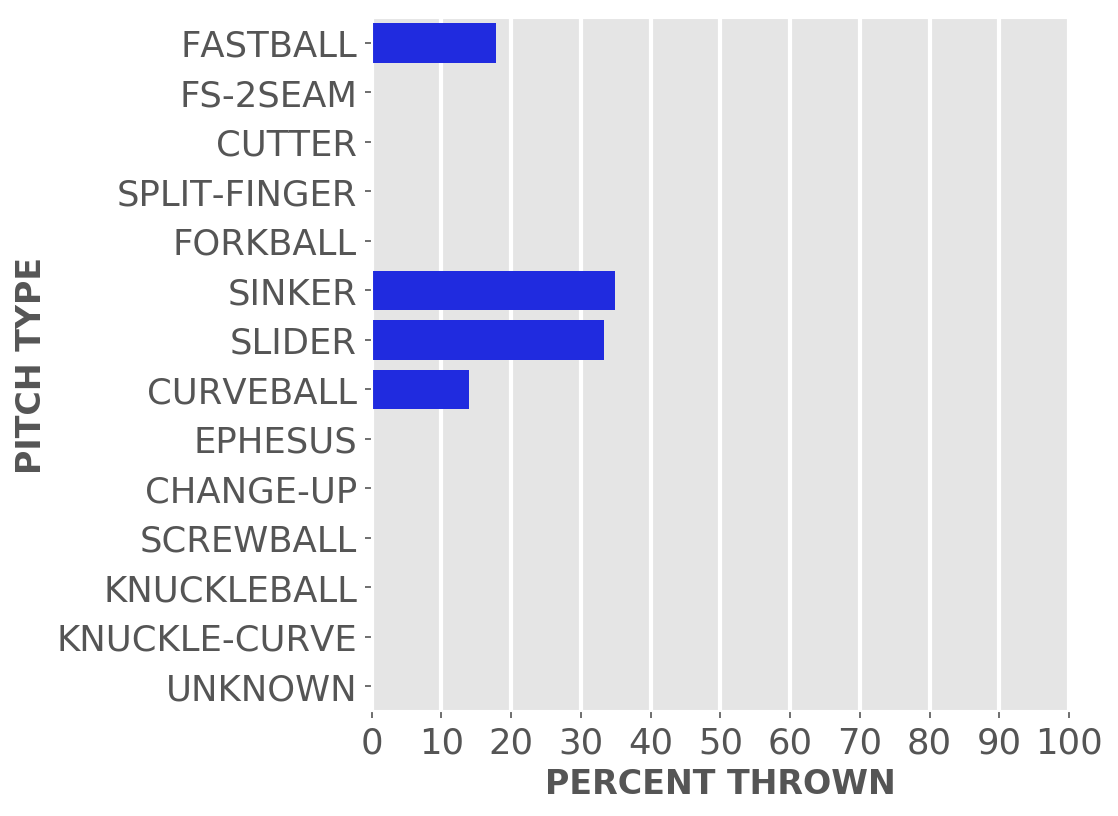 FASTBALL
FS-2SEAM
CUTTER
SPLIT-FINGER
FORKBALL
SINKER
SLIDER
CURVEBALL
EPHESUS
CHANGE-UP
SCREWBALL
KNUCKLEBALL
KNUCKLE-CURVE
UNKNOWN
PITCH TYPE
0 10 20 30 40 50 60 70 80 90 100
PERCENT THROWN